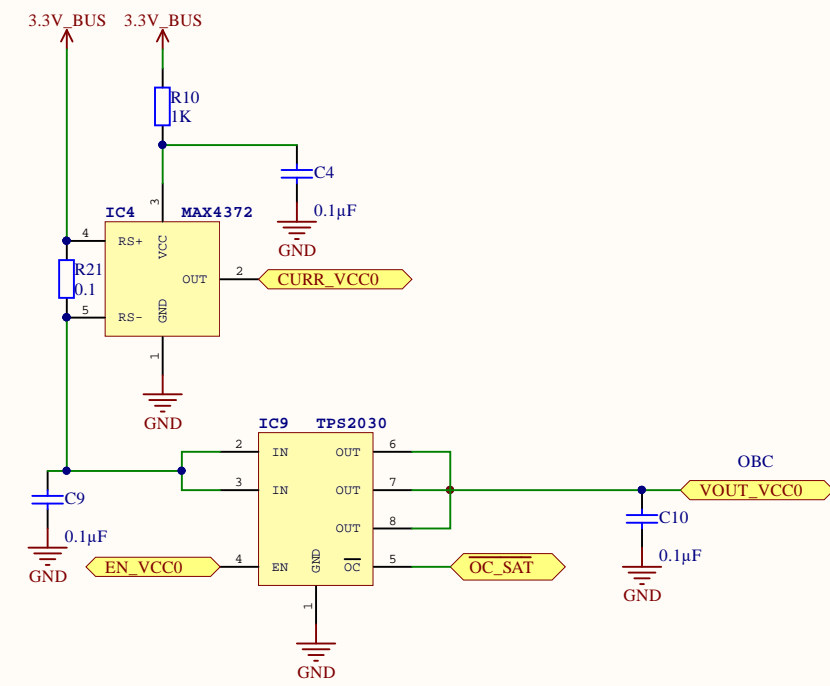 3.3V_BUS 3.3V_BUS
R10
1K
C4
0.1µF
GND
IC4 MAX4372
3
VCC
4 RS+
R21
0.1
OUT 2 CURR_VCC0
5 RS-
GND
1
GND
IC9 TPS2030
2 IN OUT 6
3 IN OUT 7
OUT 8
4 EN GND OC 5
1
GND
C9
0.1µF
GND
EN_VCC0
OC_SAT
OBC
VOUT_VCC0
C10
0.1µF
GND